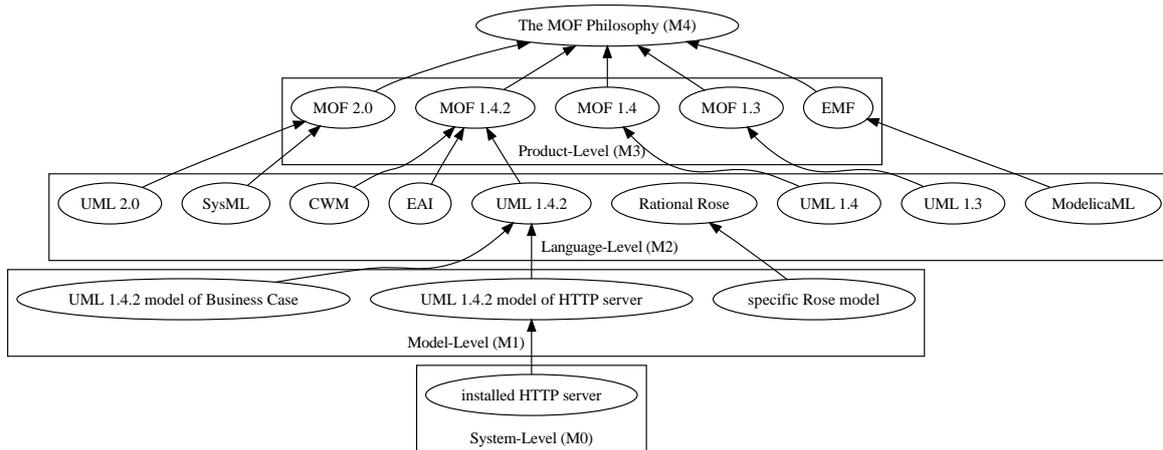 The MOF Philosophy (M4)
MOF 2.0
MOF 1.4.2
MOF 1.4
MOF 1.3
EMF
Product-Level (M3)
UML 2.0
SysML
CWM
EAI
UML 1.4.2
Rational Rose
UML 1.4
UML 1.3
ModelicaML
Language-Level (M2)
UML 1.4.2 model of Business Case
UML 1.4.2 model of HTTP server
specific Rose model
Model-Level (M1)
installed HTTP server
System-Level (M0)